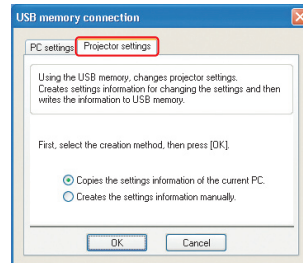 USB memory connection
PC settings Projector settings
Using the USB memory, changes projector settings.
Creates settings information for changing the settings and then
writes the information to USB memory.
First, select the creation method, then press [OK].
Copies the settings information of the current PC.
Creates the settings information manually.
OK Cancel